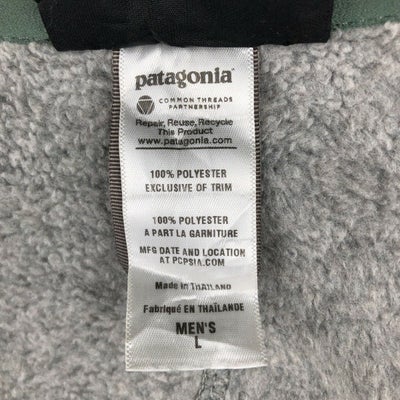 patagonia
COMMON THREADS
PARTNERSHIP
Repair, Reuse, Recycle
This Product
www.patagonia.com
100% POLYESTER
EXCLUSIVE OF TRIM
100% POLYESTER
A PART LA GARNITURE
MFG DATE AND LOCATION
AT PCPSIA.COM
Made in THAILAND
Fabriqué EN THAÏLANDE
MEN'S
L